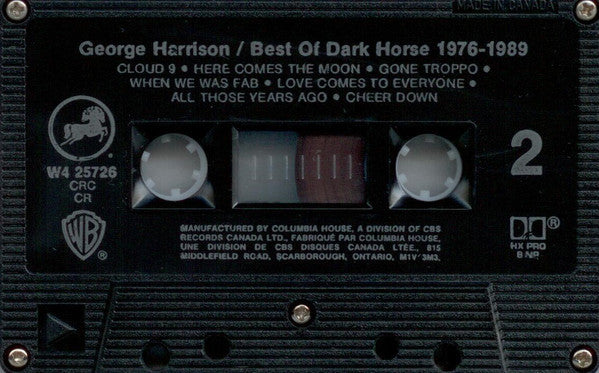 MADE IN CANADA
George Harrison / Best Of Dark Horse 1976-1989
CLOUD 9 • HERE COMES THE MOON • GONE TROPPO •
WHEN WE WAS FAB • LOVE COMES TO EVERYONE •
ALL THOSE YEARS AGO • CHEER DOWN
W4 25726
CRC
CR
WB®
2
MANUFACTURED BY COLUMBIA HOUSE, A DIVISION OF CBS
RECORDS CANADA LTD., FABRIQUÉ PAR COLUMBIA HOUSE,
UNE DIVISION DE CBS DISQUES CANADA LTÉE., 815
MIDDLEFIELD ROAD, SCARBOROUGH, ONTARIO, M1V 3M3.
®
HX PRO
B NR